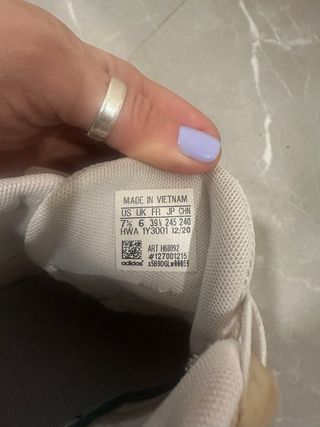 MADE IN VIETNAM
US UK FR JP CHN
7½ 6 39⅓ 245 240
HWA 1Y3001 12/20
ART H68092
#127001215
adidas